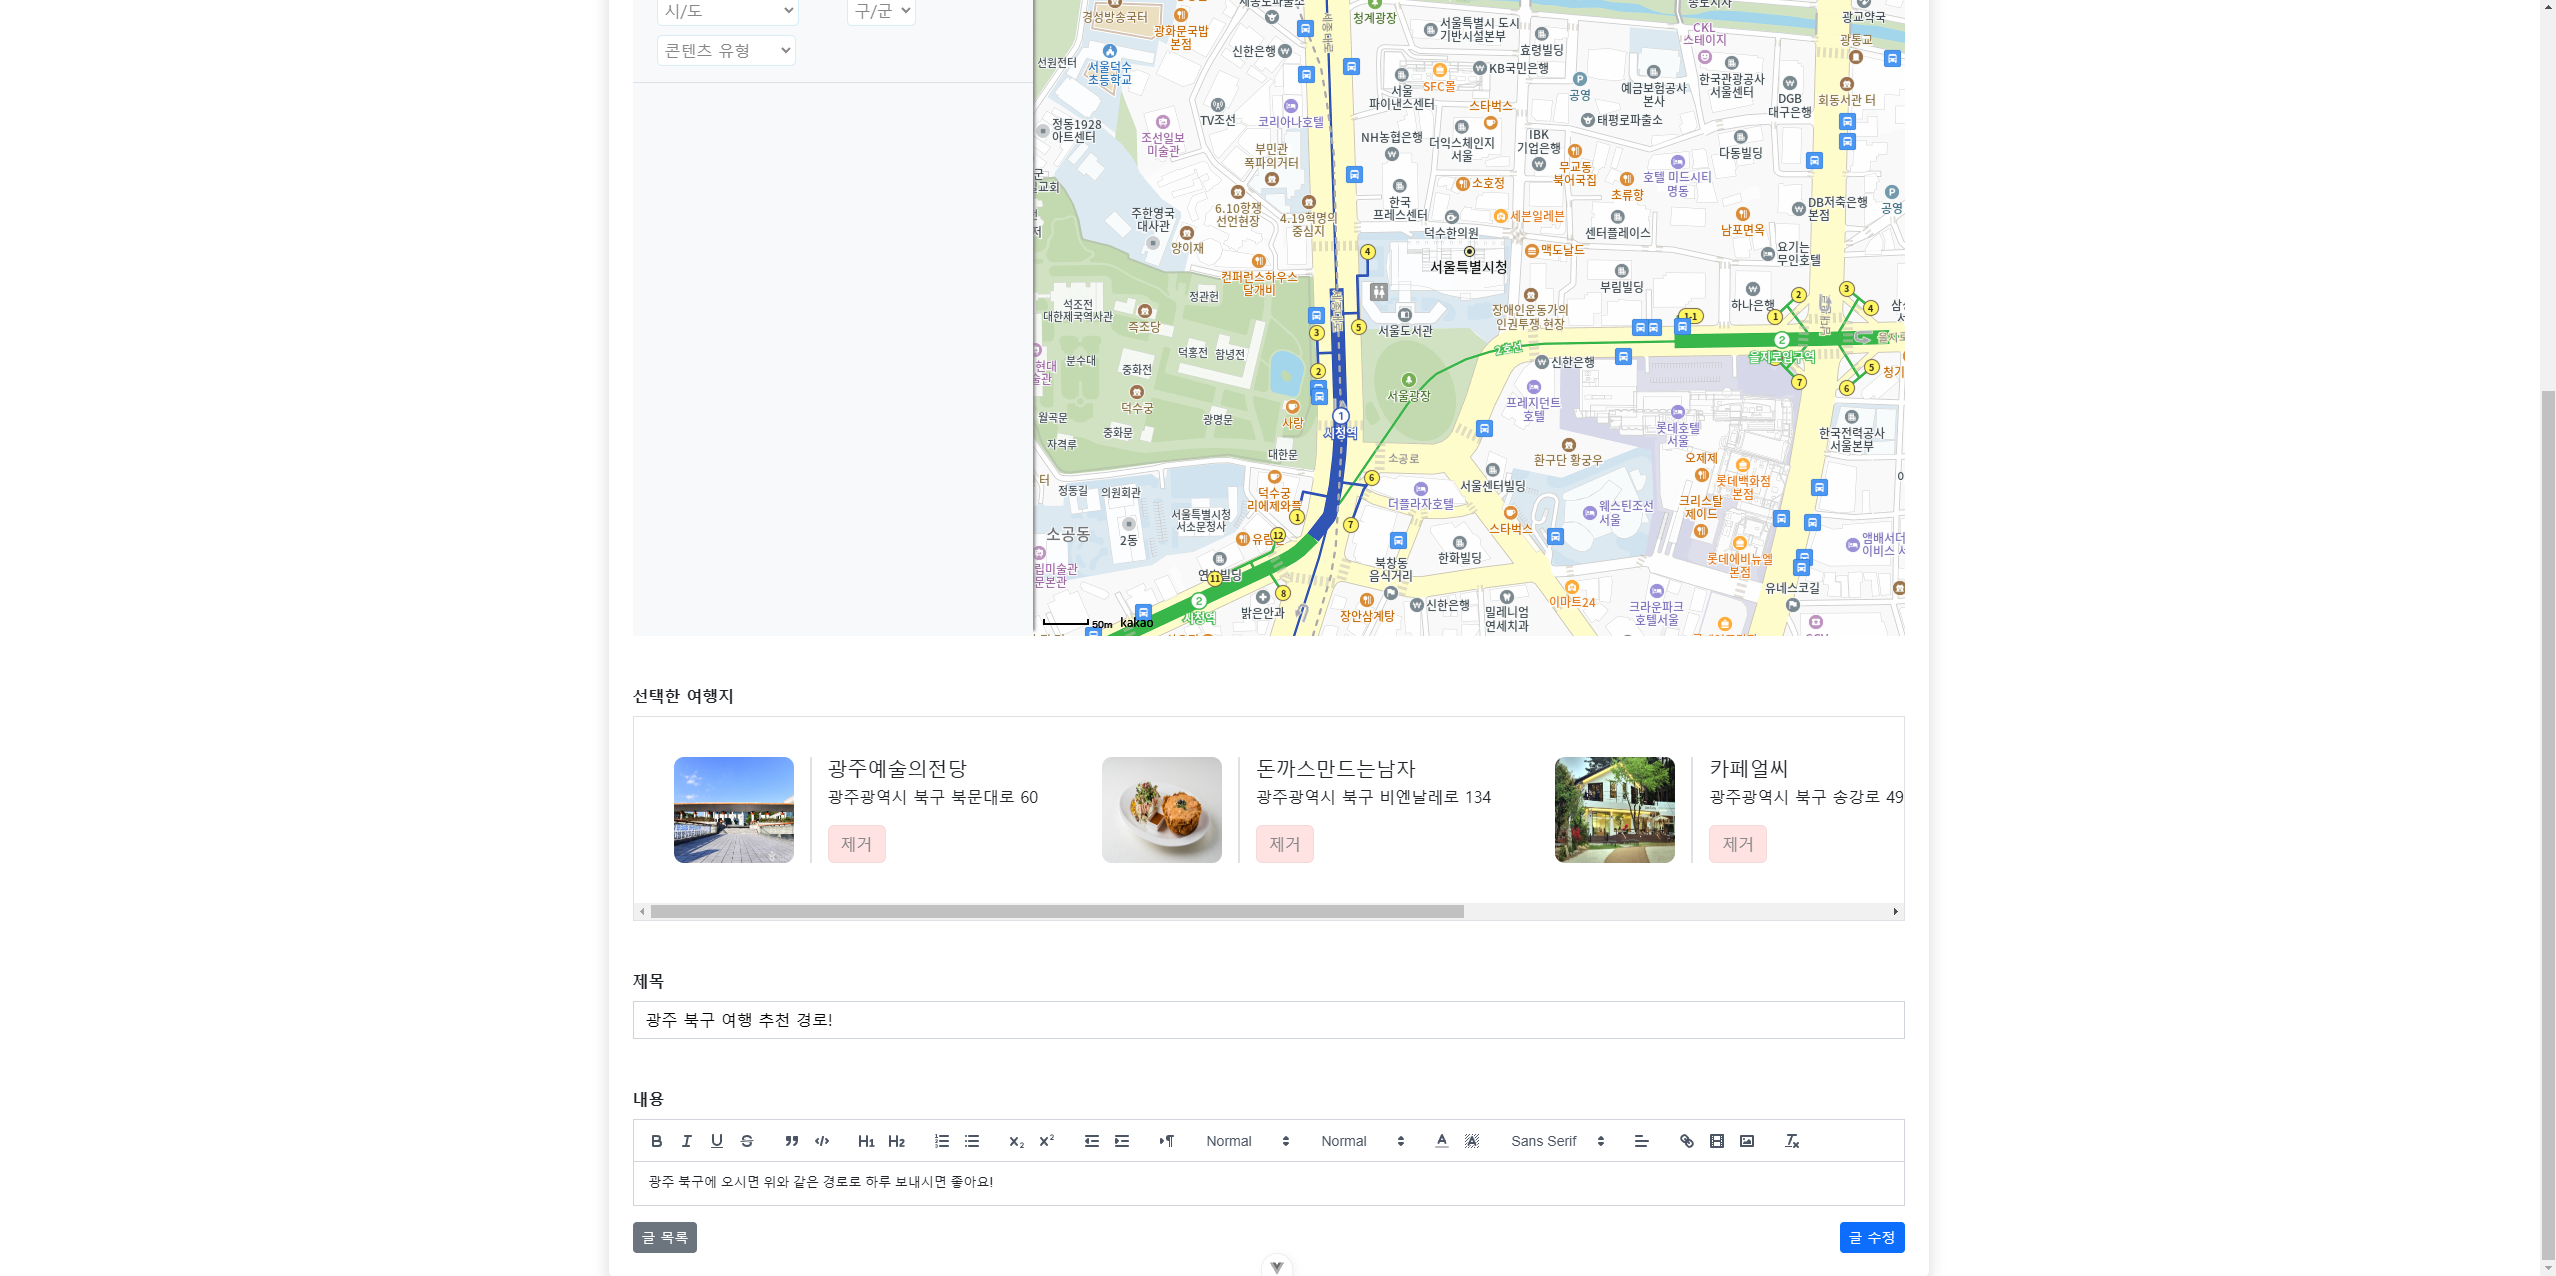 시/도
구/군
콘텐츠 유형
경성방송국터
광화문국밥
본점
청계광장
서울특별시 도시
기반시설본부
신한은행
효령빌딩
CKL
스테이지
광교약국
광통교
선원전터
서울덕수
초등학교
KB국민은행
SFC몰
서울
파이낸스센터
공영
예금보험공사
본사
한국관광공사
서울센터
DGB
대구은행
회동서관 터
TV조선
코리아나호텔
스타벅스
태평로파출소
정동1928
아트센터
조선일보
미술관
부민관
폭파의거터
NH농협은행
더익스체인지
서울
IBK
기업은행
무교동
북어국집
다동빌딩
호텔 미드시티
명동
소호정
초류향
주한영국
대사관
6.10항쟁
선언현장
4.19혁명의
중심지
한국
프레스센터
세븐일레븐
덕수한의원
센터플레이스
남포면옥
DB저축은행
본점
공영
양이재
맥도날드
요기는
무인호텔
컨퍼런스하우스
달개비
서울특별시청
부림빌딩
석조전
대한제국역사관
정관헌
즉조당
서울도서관
장애인운동가의
인권투쟁 현장
하나은행
분수대
덕홍전
함녕전
중화전
2호선
신한은행
을지로입구역
덕수궁
서울광장
프레지던트
호텔
월곡문
광명문
사랑
시청역
중화문
자격루
롯데호텔
서울
한국전력공사
서울본부
대한문
소공로
환구단 황궁우
오제제
롯데백화점
본점
정동길
의원회관
덕수궁
리에제와플
서울센터빌딩
더플라자호텔
크리스탈
제이드
웨스틴조선
서울
서울특별시청
서소문청사
스타벅스
소공동
2동
한화빌딩
롯데에비뉴엘
본점
북창동
음식거리
밝은안과
장안삼계탕
신한은행
밀레니엄
연세치과
이마트24
크라운파크
호텔서울
유네스코길
시청역
50m kakao
선택한 여행지
광주예술의전당
광주광역시 북구 북문대로 60
제거
돈까스만드는남자
광주광역시 북구 비엔날레로 134
제거
카페얼씨
광주광역시 북구 송강로 49
제거
제목
광주 북구 여행 추천 경로!
내용
Normal
Normal
Sans Serif
광주 북구에 오시면 위와 같은 경로로 하루 보내시면 좋아요!
글 목록
글 수정